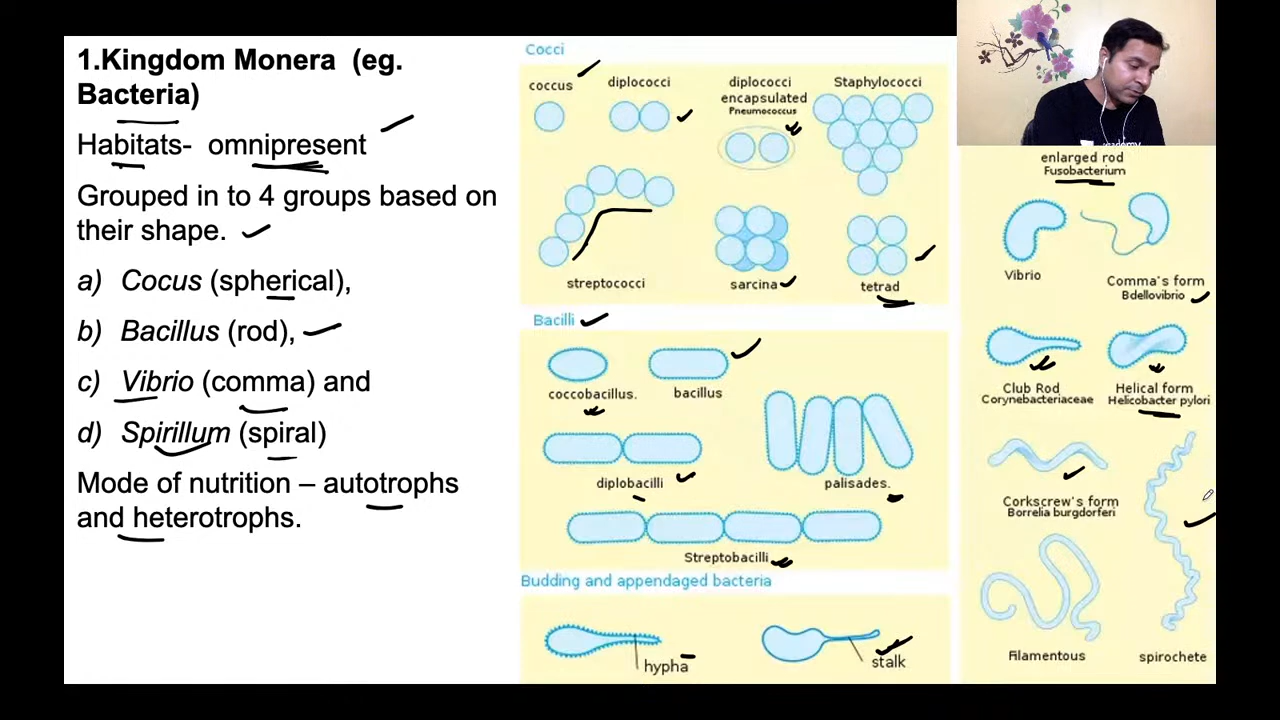 1.Kingdom Monera (eg.
Bacteria)
Habitats- omnipresent
Grouped in to 4 groups based on
their shape.
a) Cocus (spherical),
b) Bacillus (rod),
c) Vibrio (comma) and
d) Spirillum (spiral)
Mode of nutrition – autotrophs
and heterotrophs.
Cocci
coccus
diplococci
diplococci
encapsulated
Pneumococcus
Staphylococci
streptococci
sarcina
tetrad
Bacilli
coccobacillus.
bacillus
diplobacilli
palisades.
Streptobacilli
Budding and appendaged bacteria
hypha
stalk
enlarged rod
Fusobacterium
Vibrio
Comma's form
Bdellovibrio
Club Rod
Corynebacteriaceae
Helical form
Helicobacter pylori
Corkscrew's form
Borrelia burgdorferi
Filamentous
spirochete